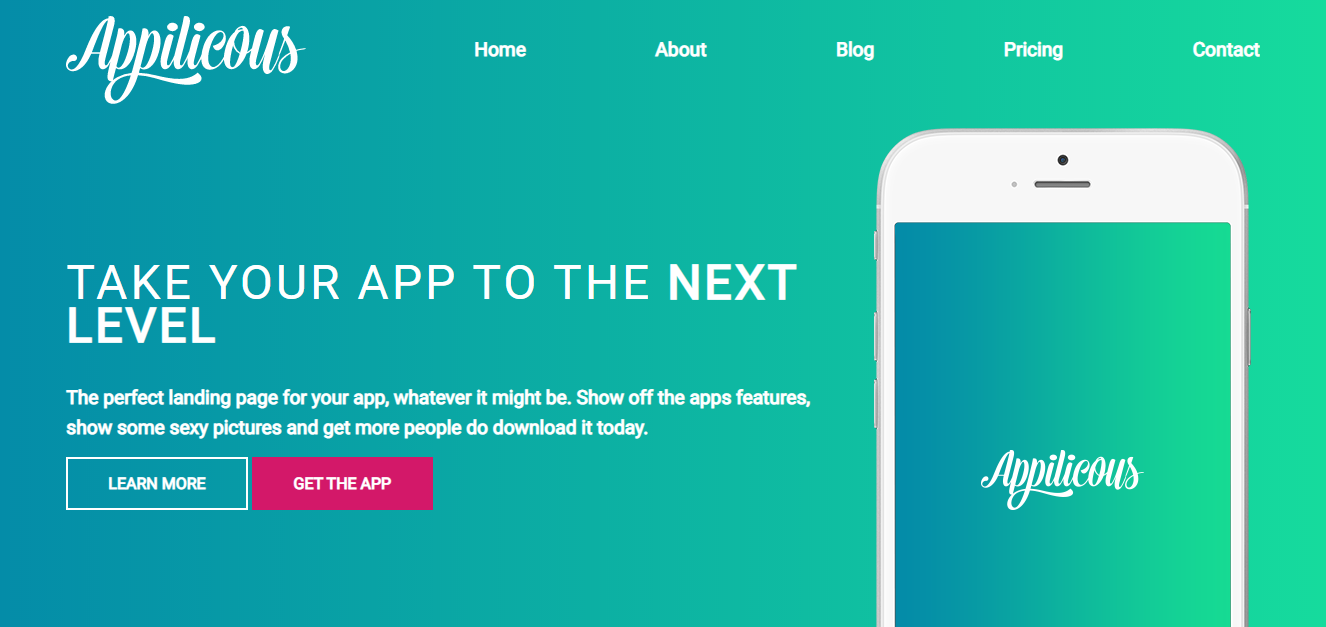 Appilicous
Home
About
Blog
Pricing
Contact
TAKE YOUR APP TO THE NEXT
LEVEL
The perfect landing page for your app, whatever it might be. Show off the apps features,
show some sexy pictures and get more people do download it today.
LEARN MORE
GET THE APP
Appilicous